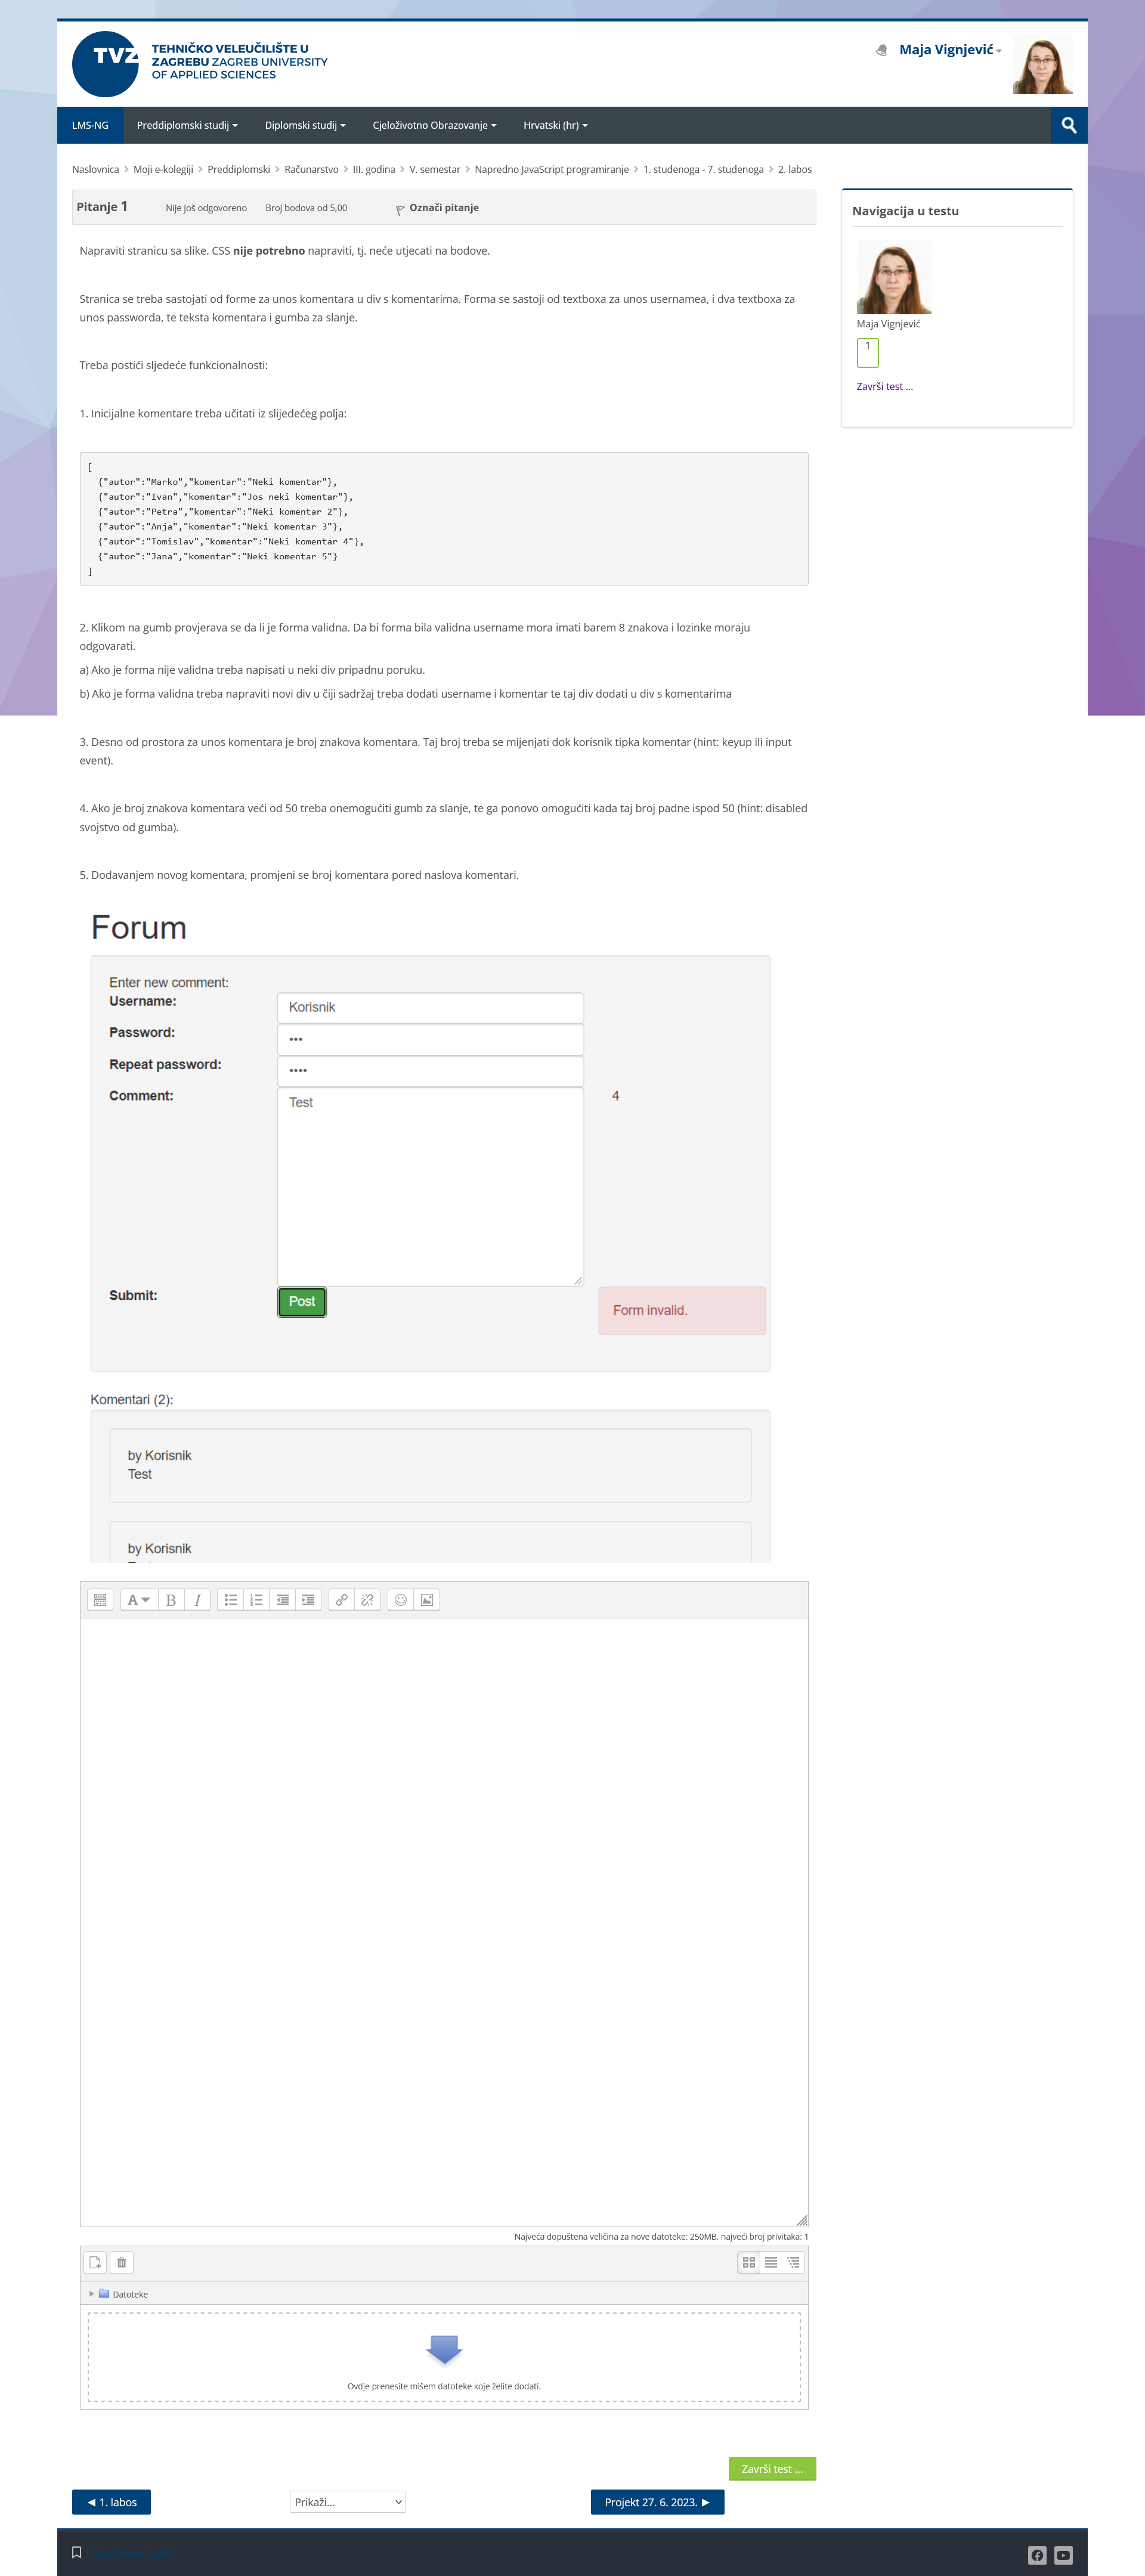 TVZ
TEHNIČKO VELEUČILIŠTE U
ZAGREBU ZAGREB UNIVERSITY
OF APPLIED SCIENCES
Maja Vignjević
LMS-NG Preddiplomski studij Diplomski studij Cjeloživotno Obrazovanje Hrvatski (hr)
Naslovnica Moji e-kolegiji Preddiplomski Računarstvo III. godina V. semestar Napredno JavaScript programiranje 1. studenoga - 7. studenoga 2. labos
Pitanje 1 Nije još odgovoreno Broj bodova od 5,00 Označi pitanje
Napraviti stranicu sa slike. CSS nije potrebno napraviti, tj. neće utjecati na bodove.
Stranica se treba sastojati od forme za unos komentara u div s komentarima. Forma se sastoji od textboxa za unos usernamea, i dva textboxa za
unos passworda, te teksta komentara i gumba za slanje.
Treba postići sljedeće funkcionalnosti:
1. Inicijalne komentare treba učitati iz slijedećeg polja:
[
{"autor":"Marko","komentar":"Neki komentar"},
{"autor":"Ivan","komentar":"Jos neki komentar"},
{"autor":"Petra","komentar":"Neki komentar 2"},
{"autor":"Anja","komentar":"Neki komentar 3"},
{"autor":"Tomislav","komentar":"Neki komentar 4"},
{"autor":"Jana","komentar":"Neki komentar 5"}
]
2. Klikom na gumb provjerava se da li je forma validna. Da bi forma bila validna username mora imati barem 8 znakova i lozinke moraju
odgovarati.
a) Ako je forma nije validnu treba napisati u neki div pripadnu poruku.
b) Ako je forma validna treba napraviti novi div u čiji sadržaj treba dodati username i komentar te taj div dodati u div s komentarima
3. Desno od prostora za unos komentara je broj znakova komentara. Taj broj treba se mijenjati dok korisnik tipka komentar (hint: keyup ili input
event).
4. Ako je broj znakova komentara veći od 50 treba onemogućiti gumb za slanje, te ga ponovo omogućiti kada taj broj padne ispod 50 (hint: disabled
svojstvo od gumba).
5. Dodavanjem novog komentara, promjeni se broj komentara pored naslova komentari.
Forum
Enter new comment:
Username: Korisnik
Password: •••
Repeat password: ••••
Comment: Test 4
Submit: Post Form invalid.
Komentari (2):
by Korisnik
Test
by Korisnik
Navigacija u testu
Maja Vignjević
1
Završi test ...
A B I
Najveća dopuštena veličina za nove datoteke: 250MB, najveći broj privitaka: 1
Datoteke
Ovdje prenesite mišem datoteke koje želite dodati.
Završi test ...
◀ 1. labos Prikaži... Projekt 27. 6. 2023. ▶